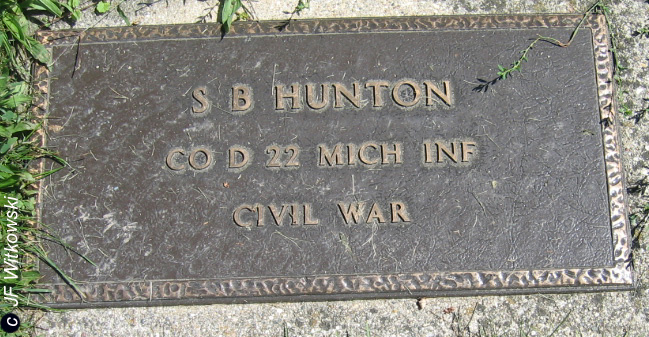 S B HUNTON
CO D 22 MICH INF
CIVIL WAR
© JF Witkowski